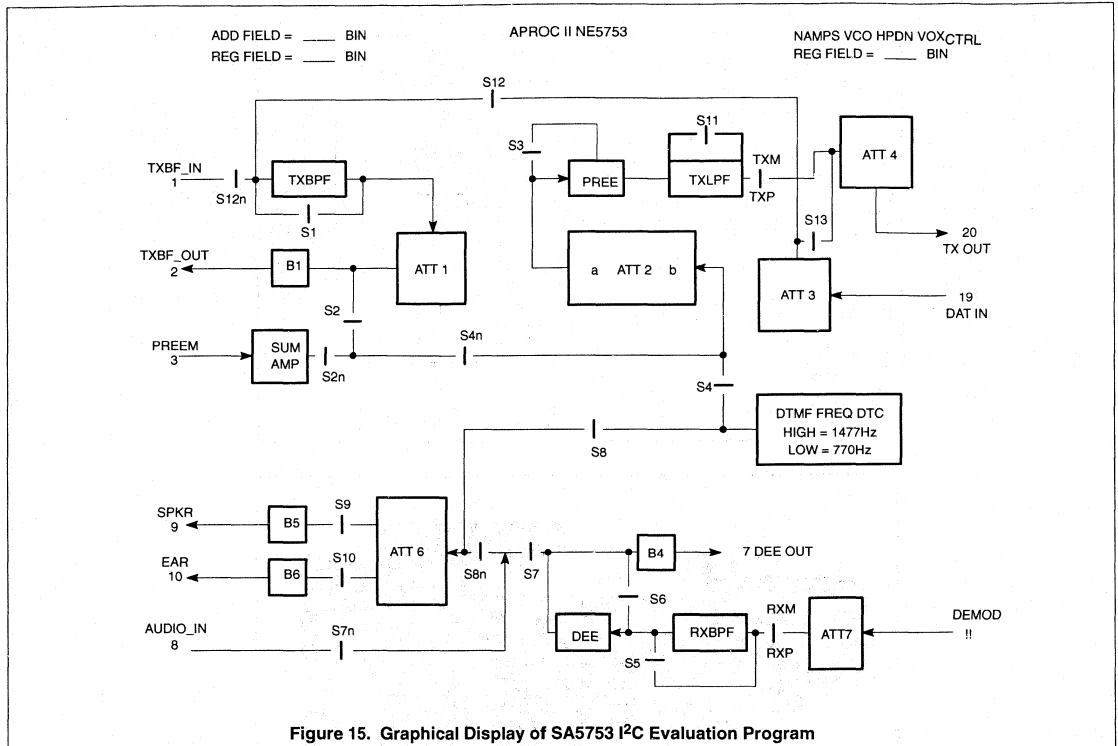 ADD FIELD = ____ BIN
REG FIELD = ____ BIN
APROC II NE5753
NAMPS VCO HPDN VOXCTRL
REG FIELD = ____ BIN
S12
S3
S11
TXBF_IN
1
S12n
TXBPF
S1
PREE
TXLPF
TXM
TXP
ATT 4
S13
20
TX OUT
TXBF_OUT
2
B1
ATT 1
a ATT 2 b
ATT 3
19
DAT IN
S2
S4n
PREEM
3
SUM
AMP
S2n
S4
DTMF FREQ DTC
HIGH = 1477Hz
LOW = 770Hz
S8
SPKR
9
B5
S9
ATT 6
EAR
10
B6
S10
S8n
S7
B4
7 DEE OUT
S6
AUDIO_IN
8
S7n
DEE
S5
RXBPF
RXM
RXP
ATT7
DEMOD
!!
Figure 15. Graphical Display of SA5753 I2C Evaluation Program